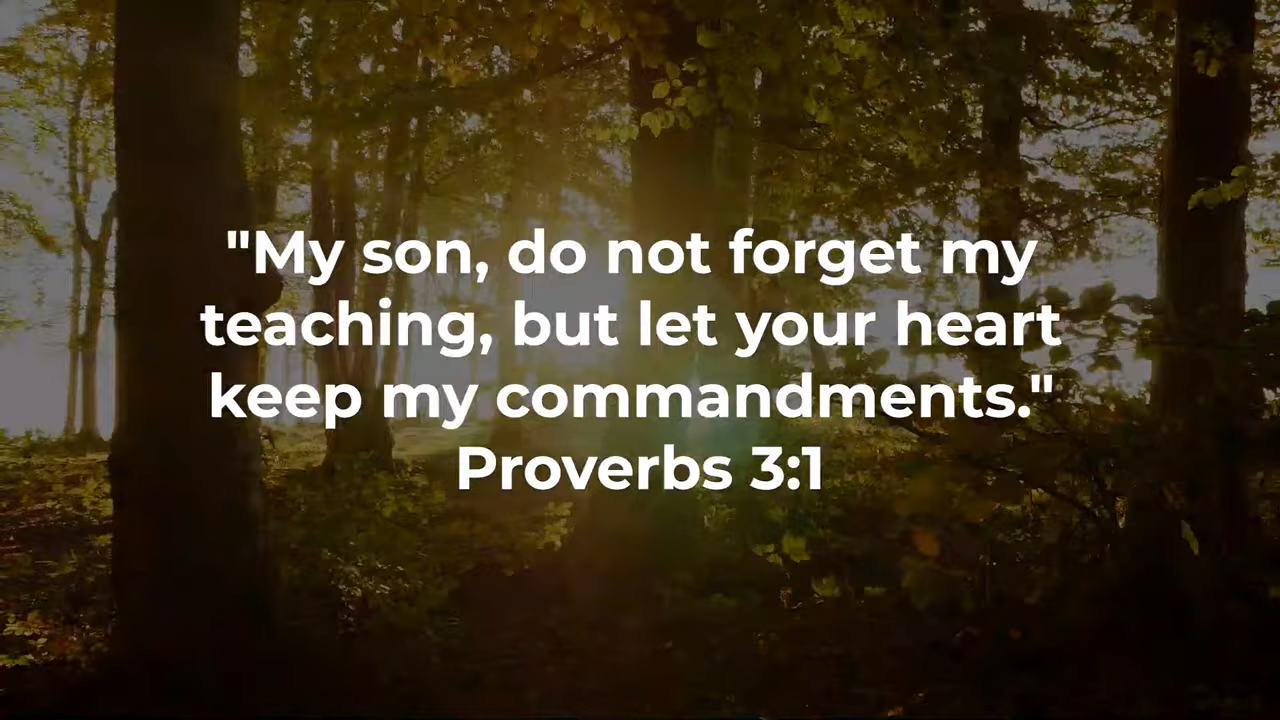 "My son, do not forget my
teaching, but let your heart
keep my commandments."
Proverbs 3:1